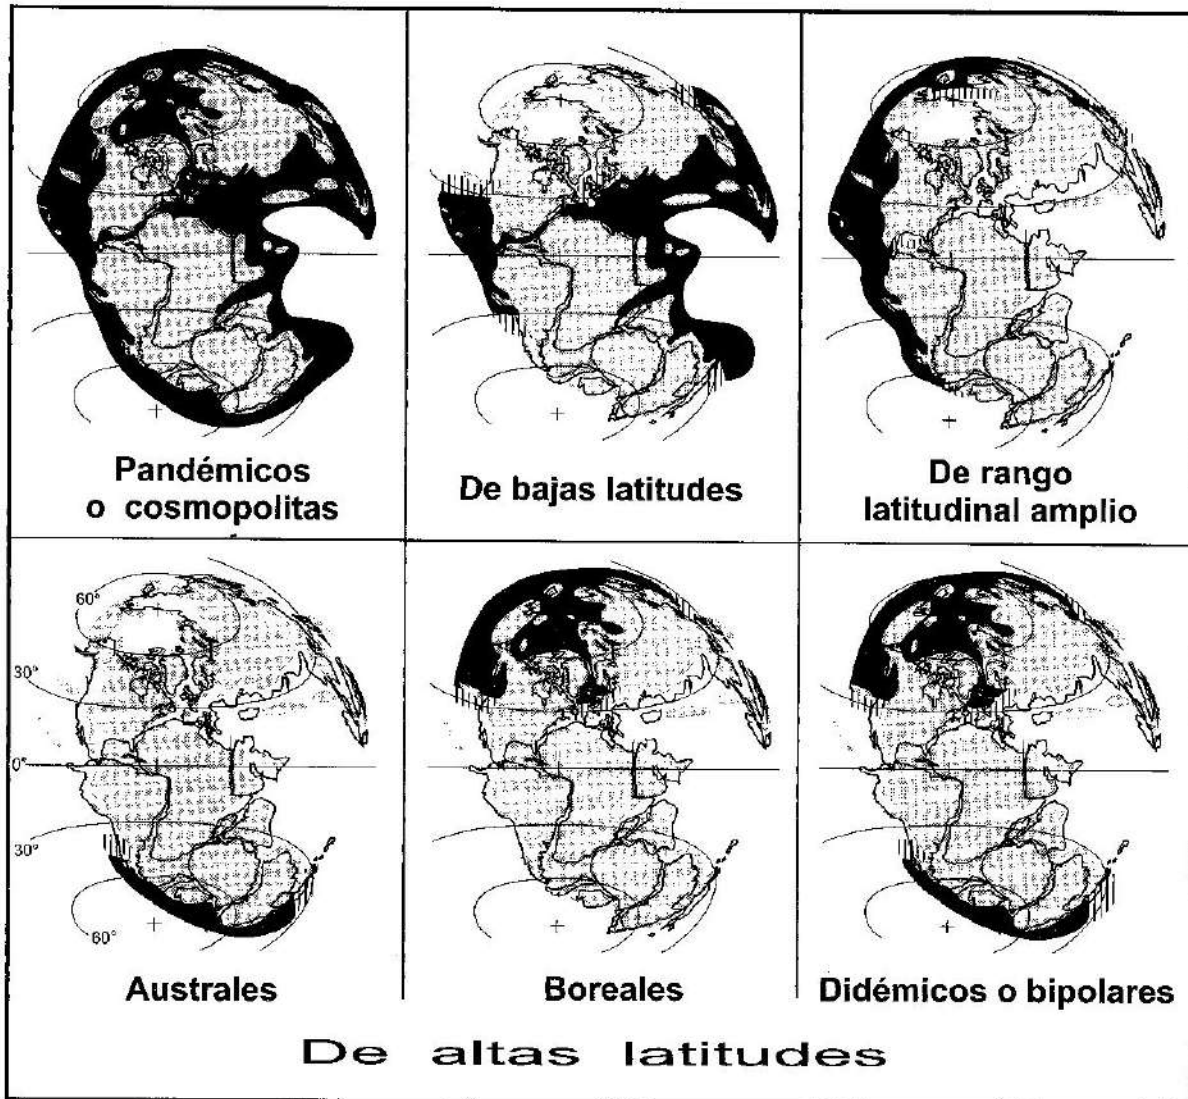 Pandémicos
o cosmopolitas
De bajas latitudes
De rango
latitudinal amplio
60°
30°
0°
30°
60°
Australes
Boreales
Didémicos o bipolares
De altas latitudes